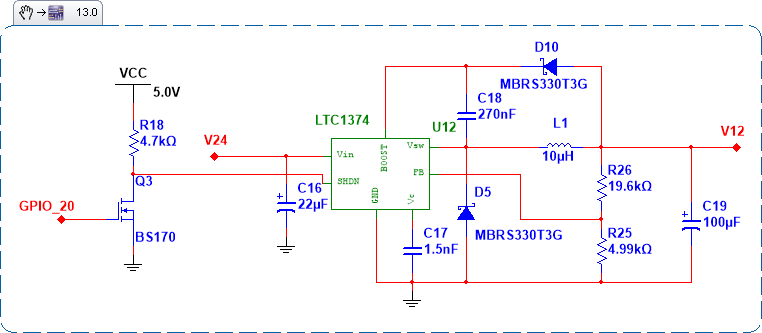 13.0
D10
VCC
MBRS330T3G
5.0V
C18
270nF
R18
4.7kΩ
LTC1374
U12
L1
V24
V12
Vin
BOOST
Vsw
10µH
SHDN
FB
R26
19.6kΩ
Q3
C16
22µF
D5
C19
100µF
GND
Vc
GPIO_20
BS170
C17
1.5nF
MBRS330T3G
R25
4.99kΩ